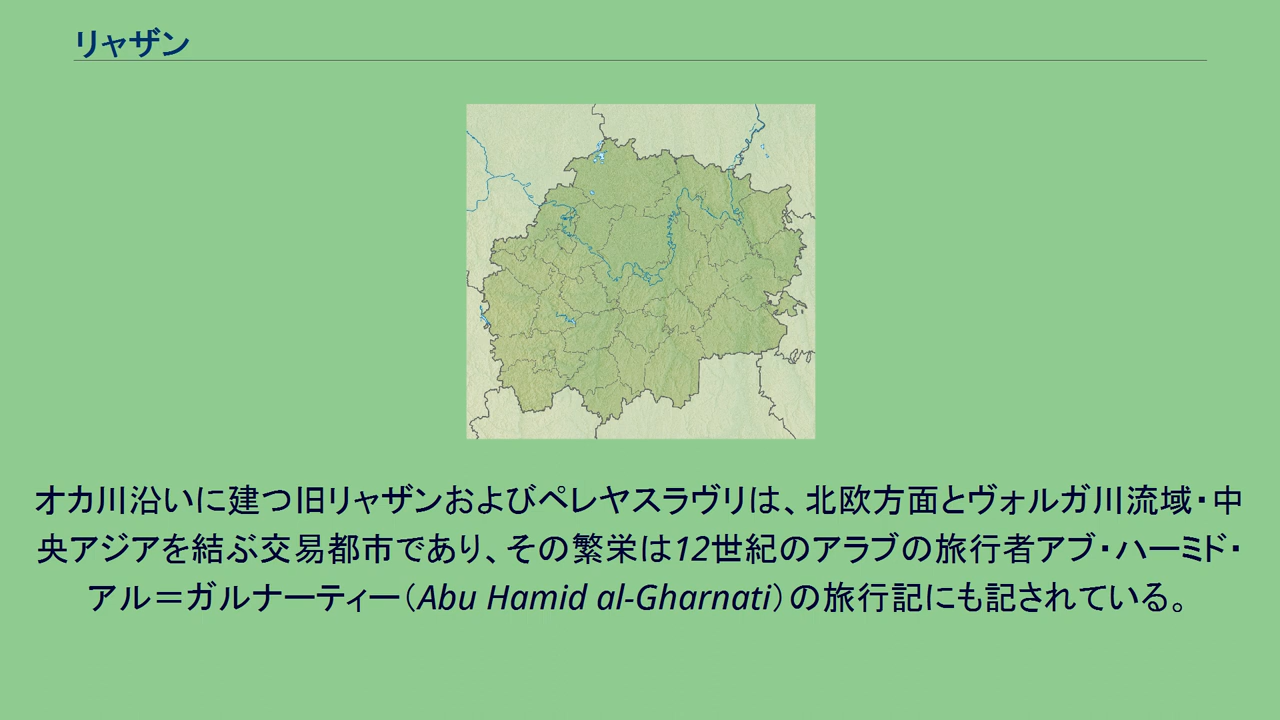 リャザン
オカ川沿いに建つ旧リャザンおよびペレヤスラヴリは、北欧方面とヴォルガ川流域・中
央アジアを結ぶ交易都市であり、その繁栄は12世紀のアラブの旅行者アブ・ハーミド・
アル＝ガルナーティー（Abu Hamid al-Gharnati）の旅行記にも記されている。